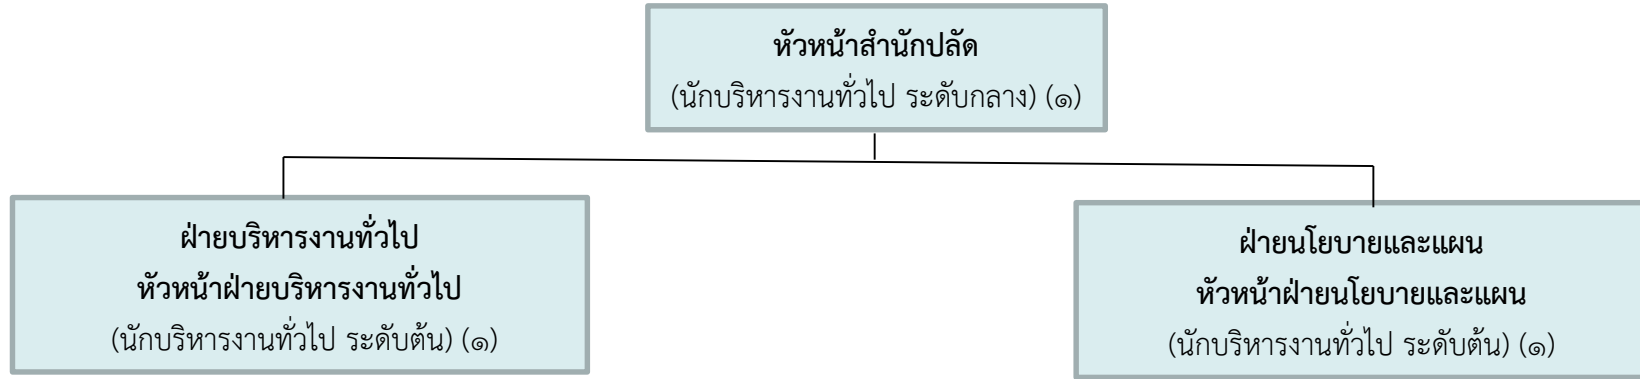 หัวหน้าสำนักปลัด
(นักบริหารงานทั่วไป ระดับกลาง) (๑)
ฝ่ายบริหารงานทั่วไป
หัวหน้าฝ่ายบริหารงานทั่วไป
(นักบริหารงานทั่วไป ระดับต้น) (๑)
ฝ่ายนโยบายและแผน
หัวหน้าฝ่ายนโยบายและแผน
(นักบริหารงานทั่วไป ระดับต้น) (๑)